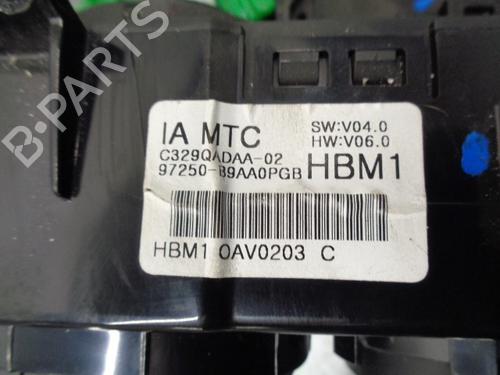 B-PARTS
IA MTC
SW:V04.0
HW:V06.0
C329QADAA-02
97250-B9AA0PGB
HBM1
HBM1 0AV0203 C